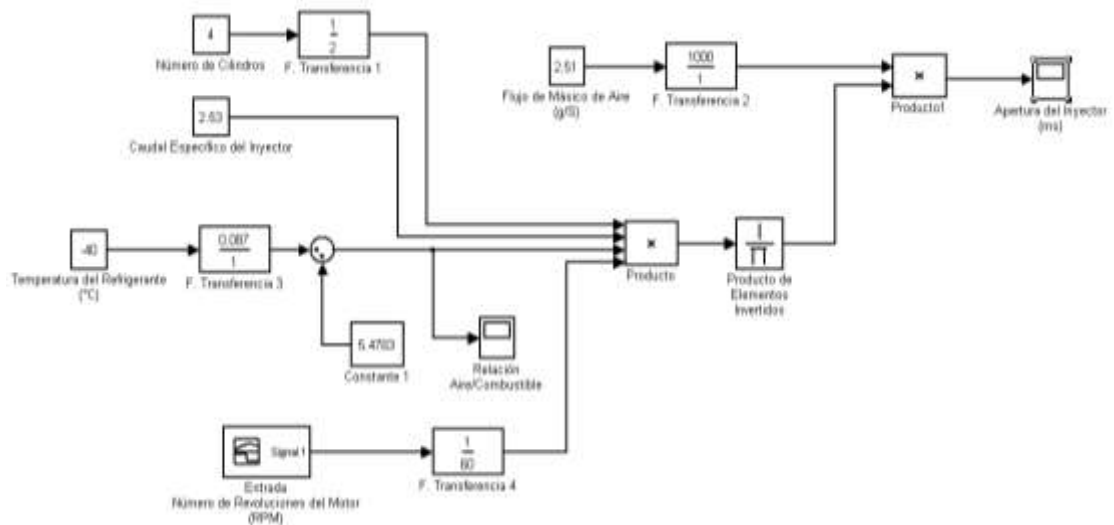 4
Número de Cilindros
1
2
F. Transferencia 1
2.53
Caudal Específico del Inyector
-40
Temperatura del Refrigerante
(°C)
0.087
1
F. Transferencia 3
5.4783
Constante 1
Relación
Aire/Combustible
Signal 1
Entrada
Número de Revoluciones del Motor
(RPM)
1
60
F. Transferencia 4
2.51
Flujo de Másico de Aire
(g/S)
1000
1
F. Transferencia 2
×
Producto
1
Π
Producto de
Elementos
Invertidos
×
Producto1
Apertura del Inyector
(ms)